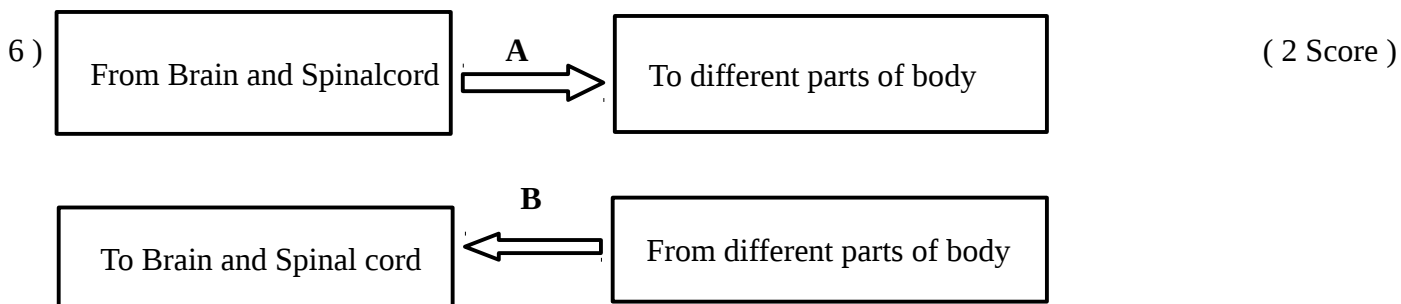 6 ) From Brain and Spinalcord A To different parts of body ( 2 Score )
B
To Brain and Spinal cord From different parts of body